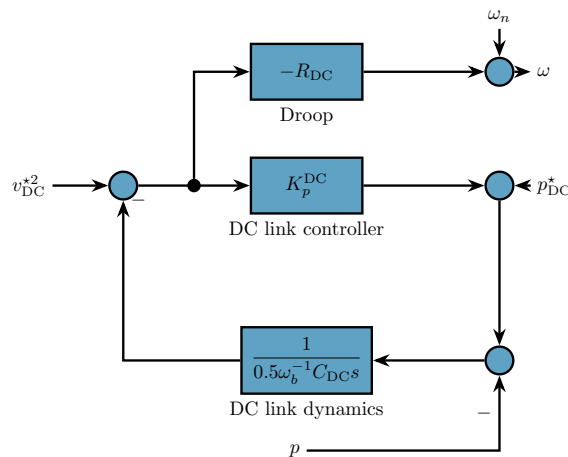 ω_n
−R_DC
ω
Droop
v_DC^{⋆2}
−
K_p^DC
p_DC^⋆
DC link controller
1
0.5ω_b^{−1}C_DC s
DC link dynamics
−
p